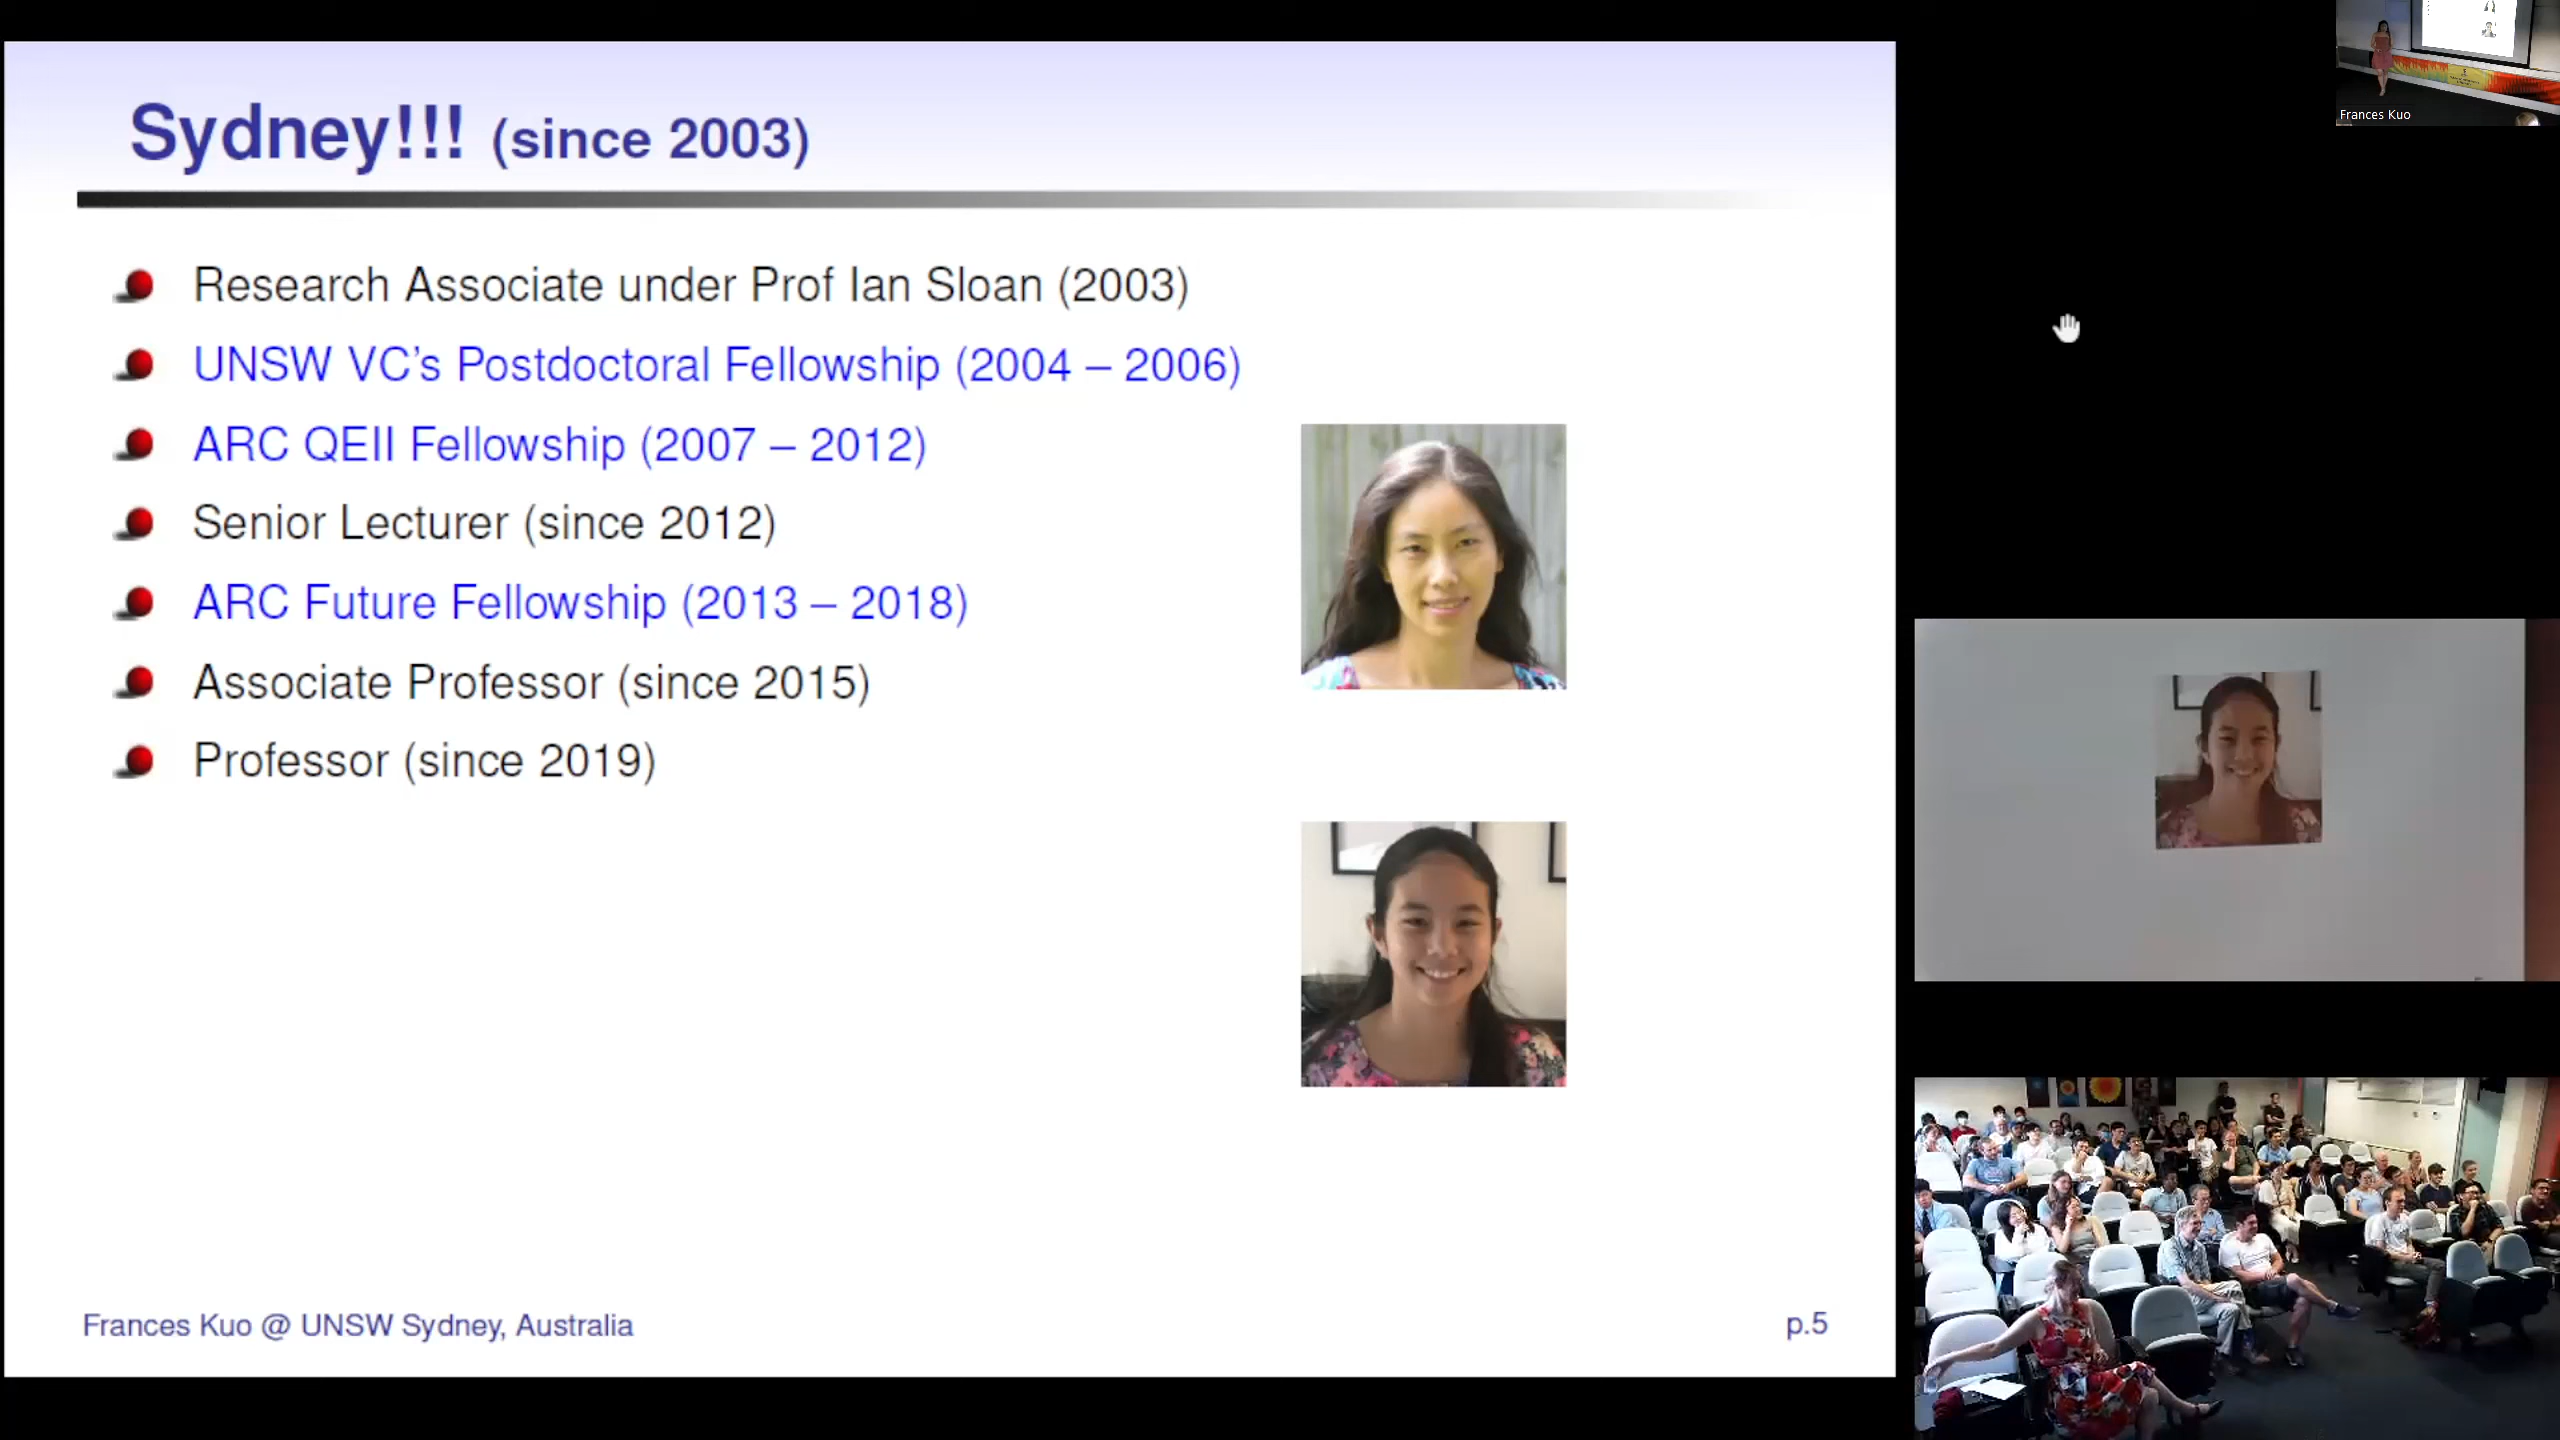 Sydney!!! (since 2003)
Research Associate under Prof Ian Sloan (2003)
UNSW VC's Postdoctoral Fellowship (2004 – 2006)
ARC QEII Fellowship (2007 – 2012)
Senior Lecturer (since 2012)
ARC Future Fellowship (2013 – 2018)
Associate Professor (since 2015)
Professor (since 2019)
Frances Kuo @ UNSW Sydney, Australia
p.5
Frances Kuo